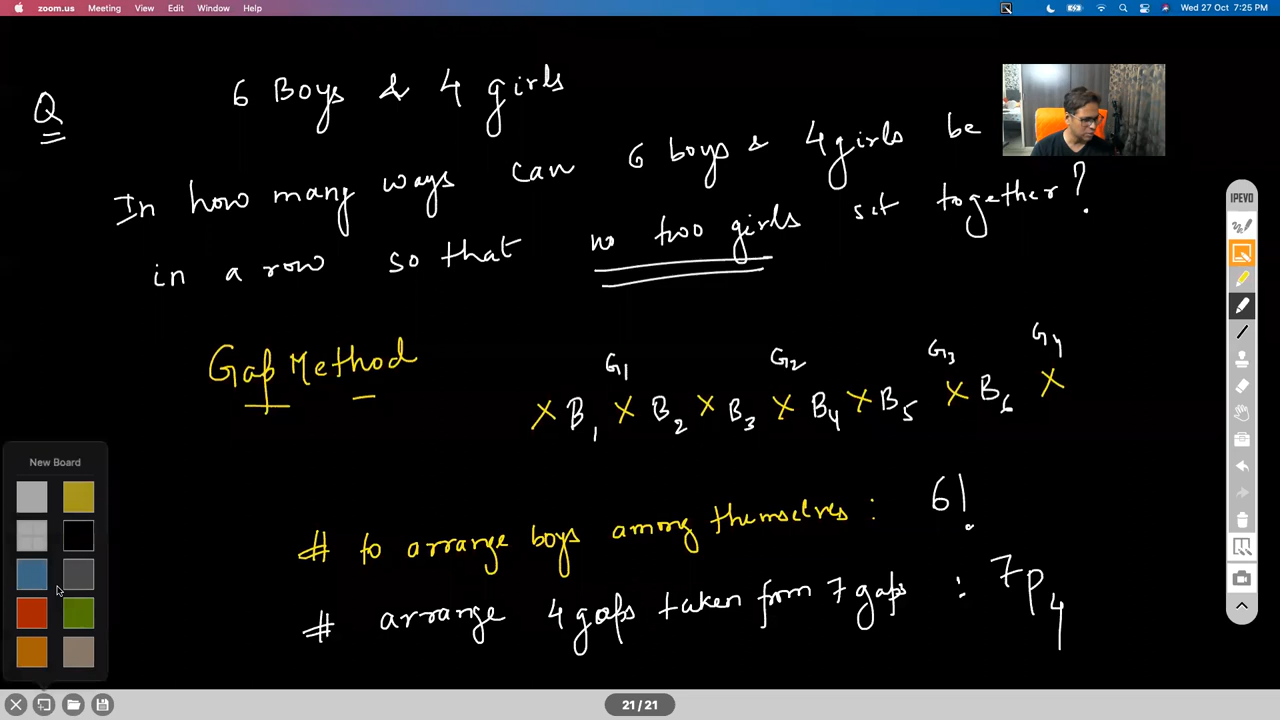 zoom.us Meeting View Edit Window Help Wed 27 Oct 7:25 PM
Q 6 Boys & 4 girls
In how many ways can 6 boys & 4 girls be
in a row so that no two girls sit together?
Gap Method
G1 G2 G3 G4
X B1 X B2 X B3 X B4 X B5 X B6 X
# to arrange boys among themselves : 6!
# arrange 4 gaps taken from 7 gaps : 7P4
IPEVO
New Board
21 / 21